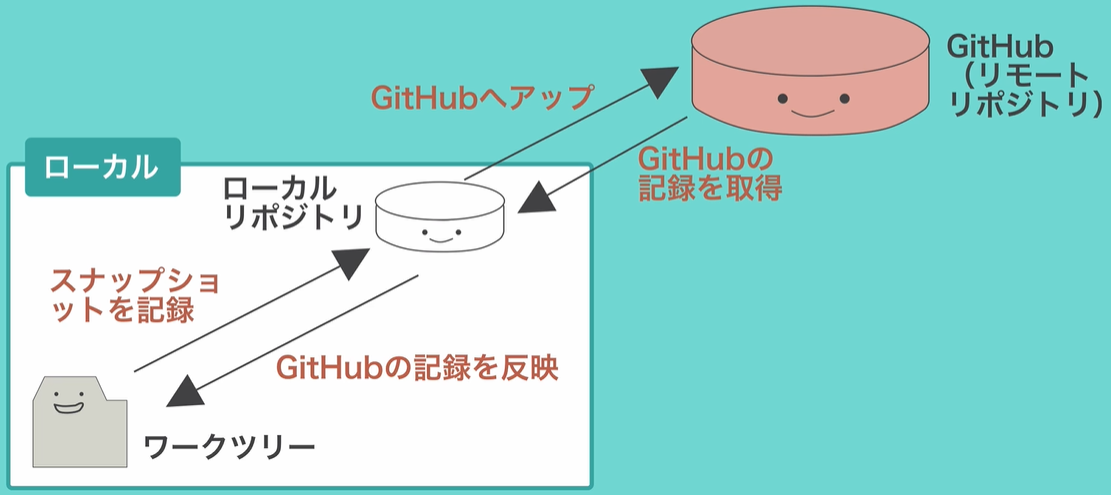 GitHub
（リモート
リポジトリ）
GitHubへアップ
GitHubの
記録を取得
ローカル
ローカル
リポジトリ
スナップショ
ットを記録
GitHubの記録を反映
ワークツリー